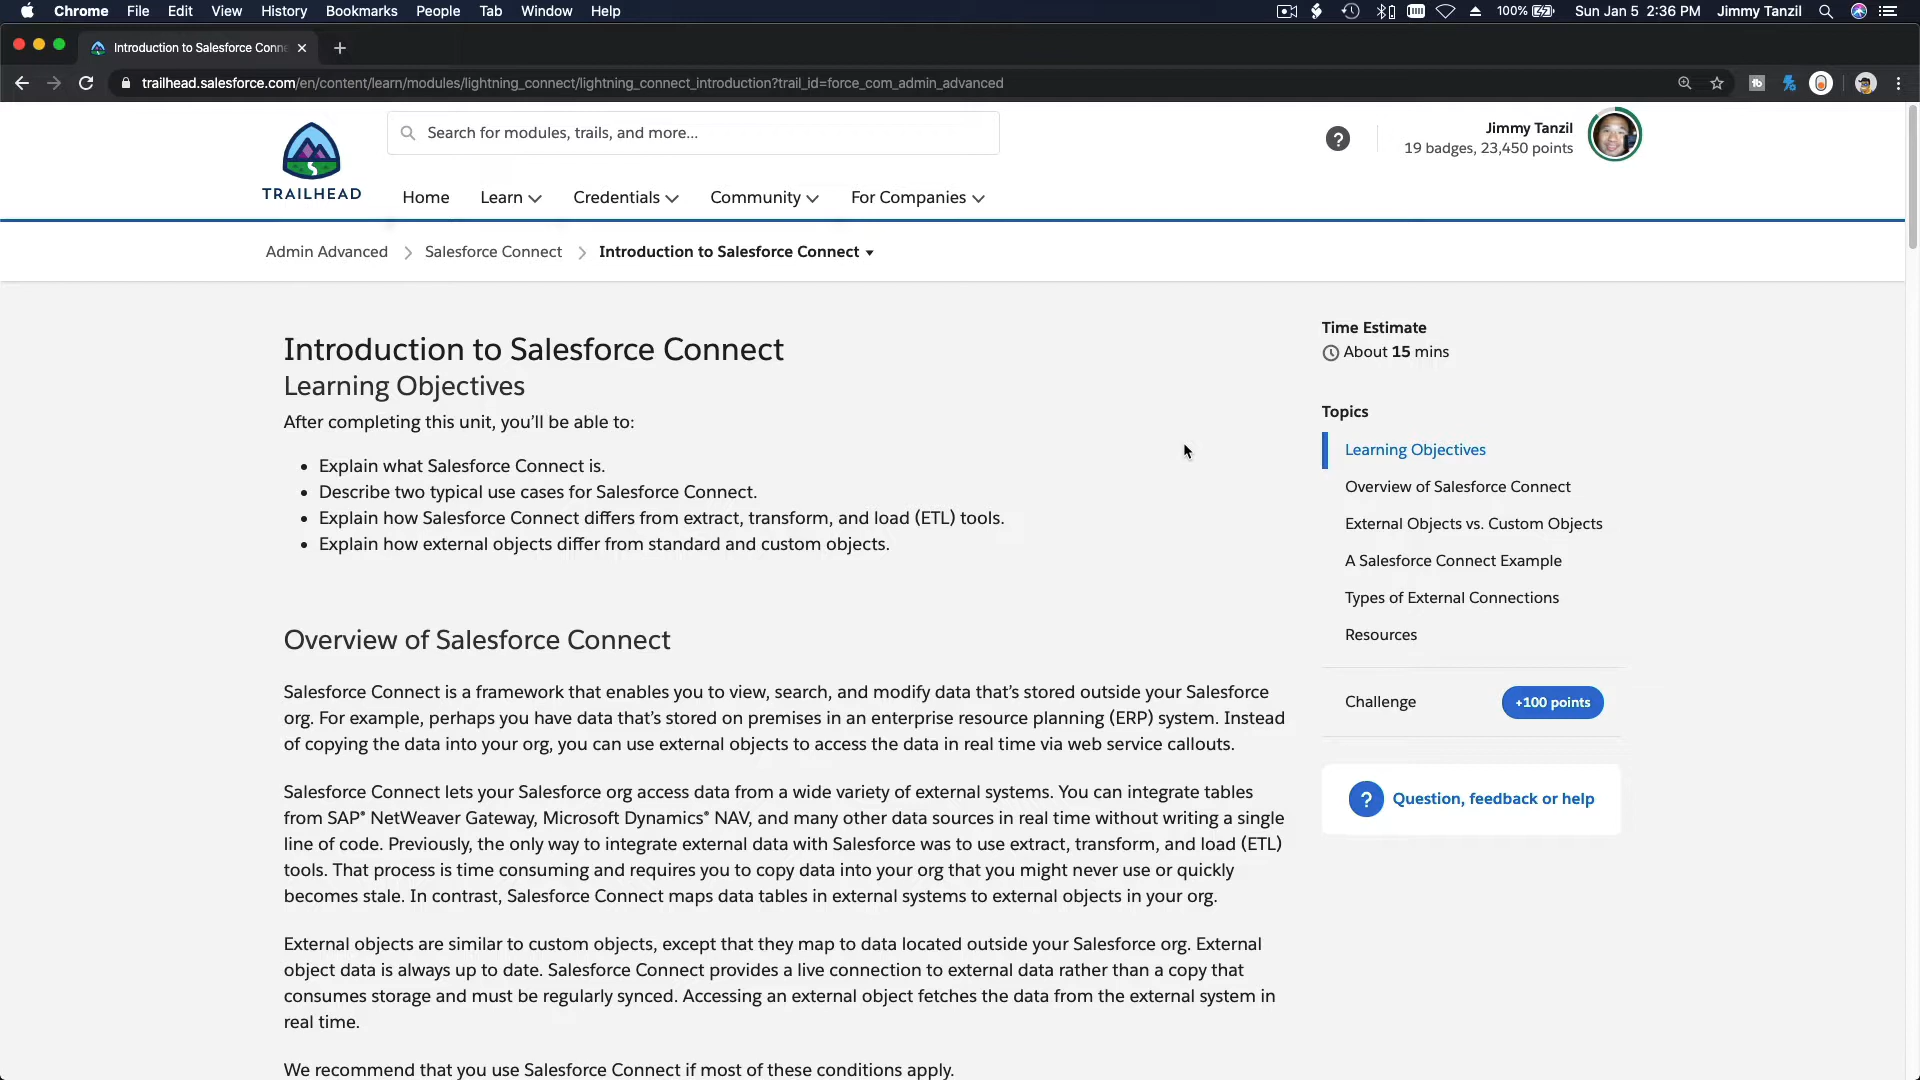 Chrome File Edit View History Bookmarks People Tab Window Help
100% Sun Jan 5 2:36 PM Jimmy Tanzil
Introduction to Salesforce Conne
trailhead.salesforce.com/en/content/learn/modules/lightning_connect/lightning_connect_introduction?trail_id=force_com_admin_advanced
Search for modules, trails, and more...
Jimmy Tanzil
19 badges, 23,450 points
TRAILHEAD
Home Learn Credentials Community For Companies
Admin Advanced Salesforce Connect Introduction to Salesforce Connect
Introduction to Salesforce Connect
Learning Objectives
After completing this unit, you’ll be able to:
• Explain what Salesforce Connect is.
• Describe two typical use cases for Salesforce Connect.
• Explain how Salesforce Connect differs from extract, transform, and load (ETL) tools.
• Explain how external objects differ from standard and custom objects.
Overview of Salesforce Connect
Salesforce Connect is a framework that enables you to view, search, and modify data that’s stored outside your Salesforce
org. For example, perhaps you have data that’s stored on premises in an enterprise resource planning (ERP) system. Instead
of copying the data into your org, you can use external objects to access the data in real time via web service callouts.
Salesforce Connect lets your Salesforce org access data from a wide variety of external systems. You can integrate tables
from SAP® NetWeaver Gateway, Microsoft Dynamics® NAV, and many other data sources in real time without writing a single
line of code. Previously, the only way to integrate external data with Salesforce was to use extract, transform, and load (ETL)
tools. That process is time consuming and requires you to copy data into your org that you might never use or quickly
becomes stale. In contrast, Salesforce Connect maps data tables in external systems to external objects in your org.
External objects are similar to custom objects, except that they map to data located outside your Salesforce org. External
object data is always up to date. Salesforce Connect provides a live connection to external data rather than a copy that
consumes storage and must be regularly synced. Accessing an external object fetches the data from the external system in
real time.
We recommend that you use Salesforce Connect if most of these conditions apply.
Time Estimate
About 15 mins
Topics
Learning Objectives
Overview of Salesforce Connect
External Objects vs. Custom Objects
A Salesforce Connect Example
Types of External Connections
Resources
Challenge +100 points
? Question, feedback or help